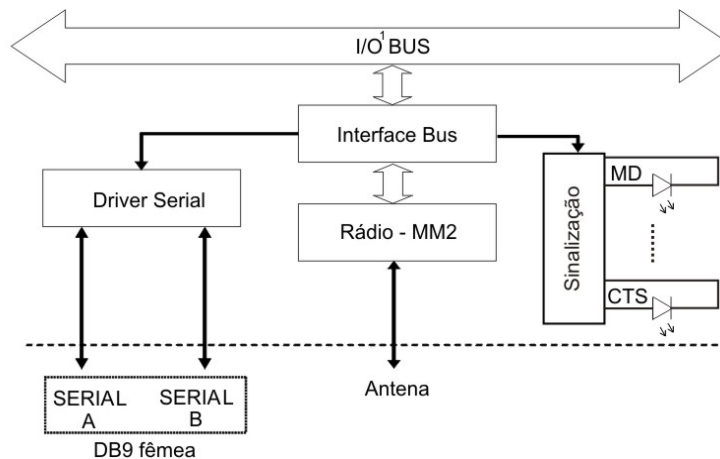 I/O¹ BUS
Interface Bus
Driver Serial
Rádio - MM2
Sinalização
MD
CTS
SERIAL
A
SERIAL
B
DB9 fêmea
Antena